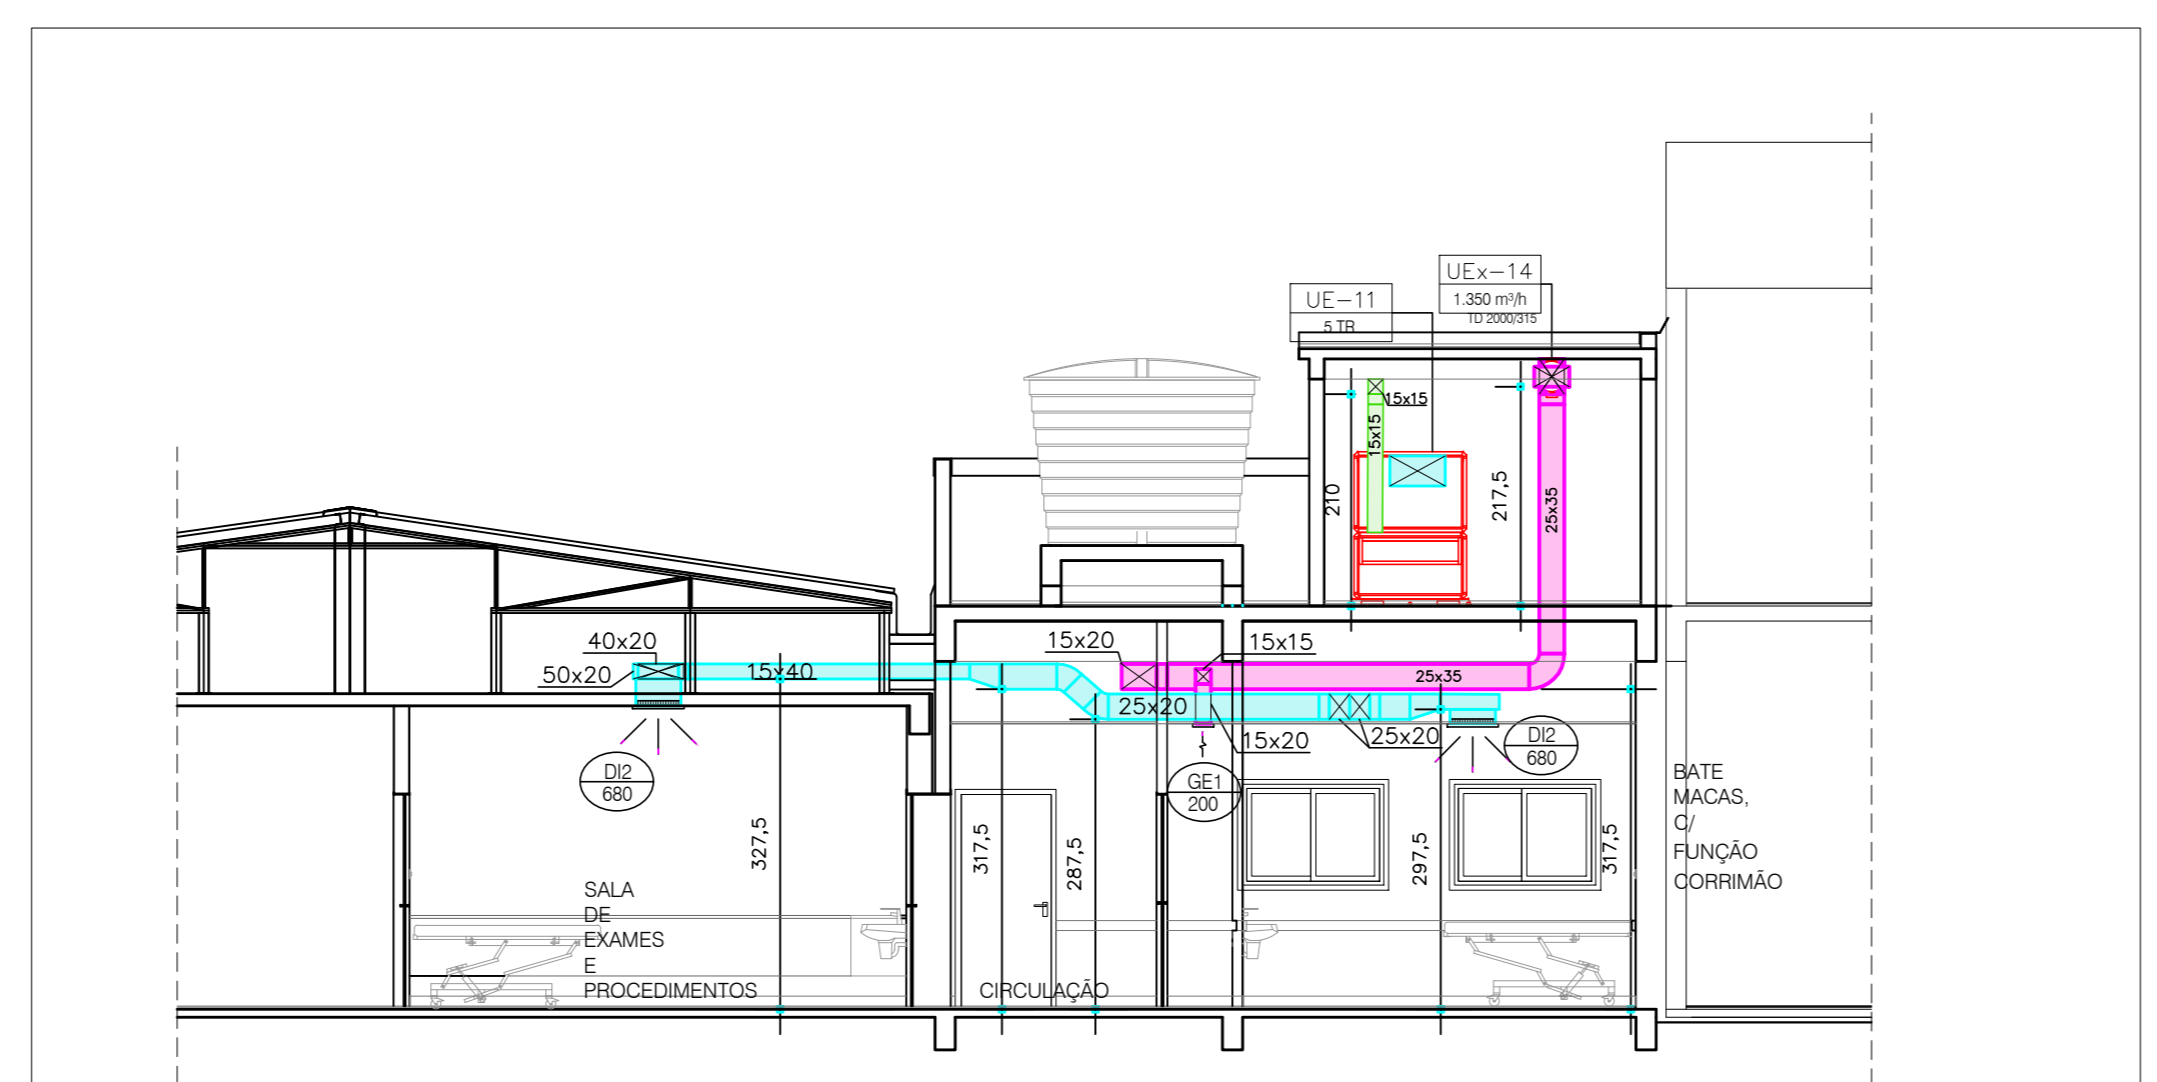 UEx-14
1.350 m³/h
TD 2000/315
UE-11
5 TR
15x15
15x15
210
217,5
25x35
40x20
50x20
15x40
15x20
15x15
25x35
25x20
15x20
25x20
DI2
680
GE1
200
DI2
680
327,5
317,5
287,5
297,5
317,5
BATE
MACAS,
C/
FUNÇÃO
CORRIMÃO
SALA
DE
EXAMES
E
PROCEDIMENTOS
CIRCULAÇÃO